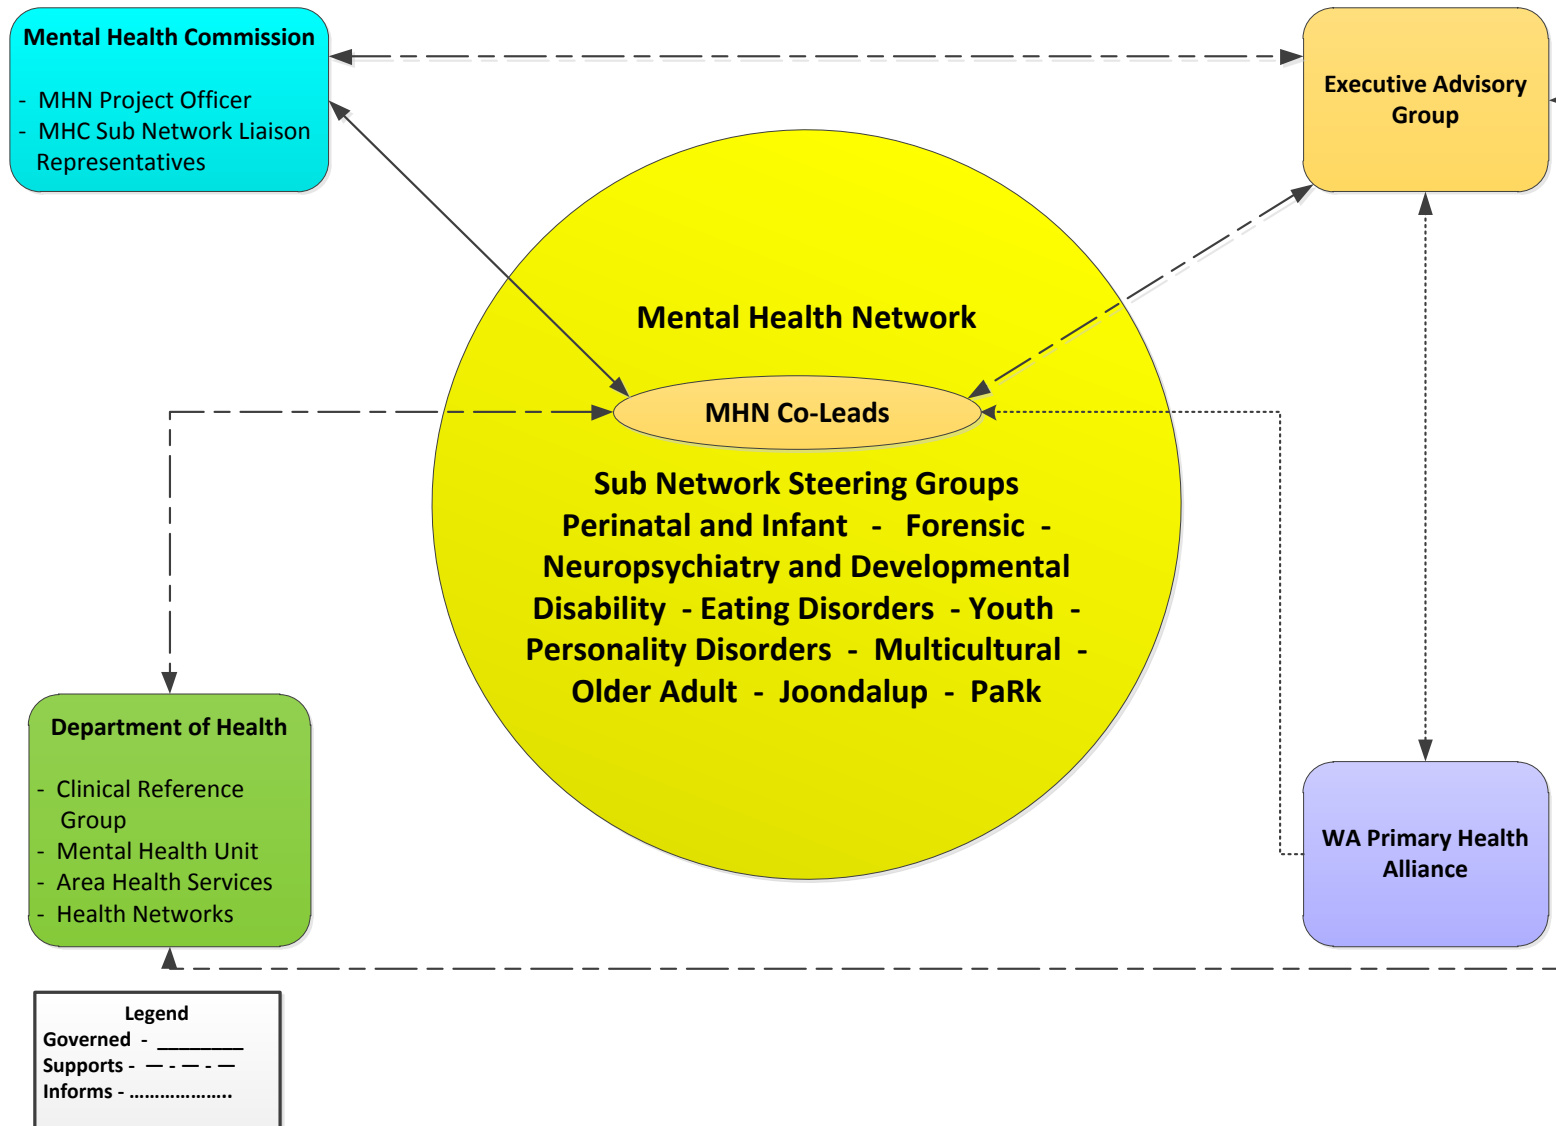 Mental Health Commission
- MHN Project Officer
- MHC Sub Network Liaison
Representatives
Executive Advisory
Group
Mental Health Network
MHN Co-Leads
Sub Network Steering Groups
Perinatal and Infant - Forensic -
Neuropsychiatry and Developmental
Disability - Eating Disorders - Youth -
Personality Disorders - Multicultural -
Older Adult - Joondalup - PaRk
Department of Health
- Clinical Reference
Group
- Mental Health Unit
- Area Health Services
- Health Networks
WA Primary Health
Alliance
Legend
Governed - ________
Supports - — - — - —
Informs - ………………..